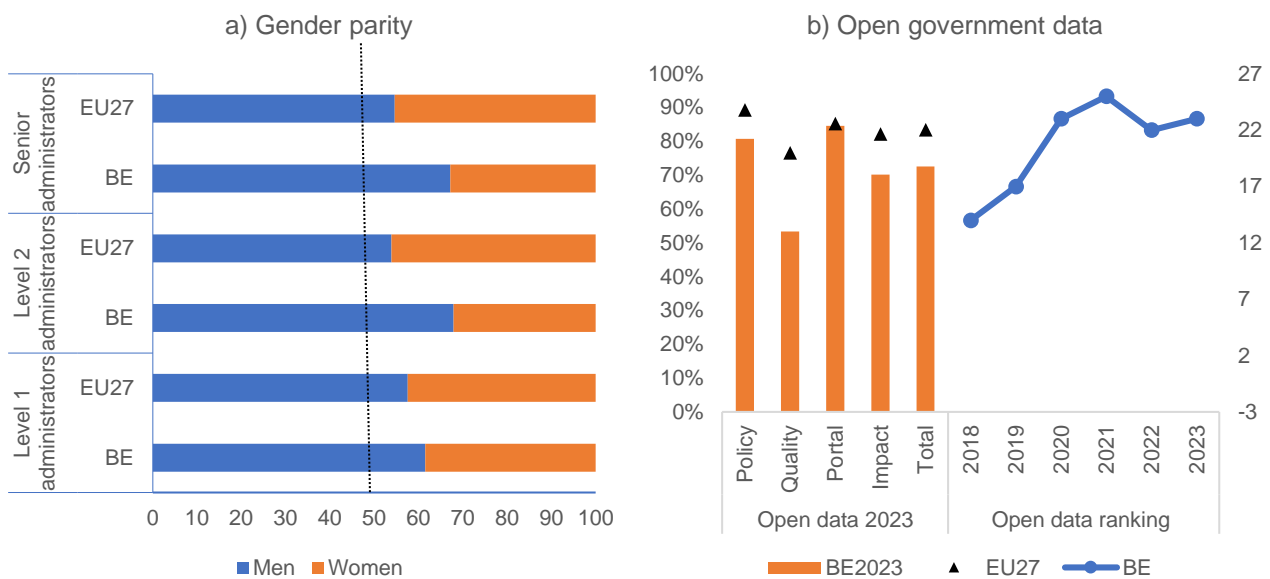 a) Gender parity
Senior
administrators
EU27
BE
Level 2
administrators
EU27
BE
Level 1
administrators
EU27
BE
0 10 20 30 40 50 60 70 80 90 100
Men Women
b) Open government data
100%
90%
80%
70%
60%
50%
40%
30%
20%
10%
0%
27
22
17
12
7
2
-3
Policy
Quality
Portal
Impact
Total
2018
2019
2020
2021
2022
2023
Open data 2023 Open data ranking
BE2023 EU27 BE